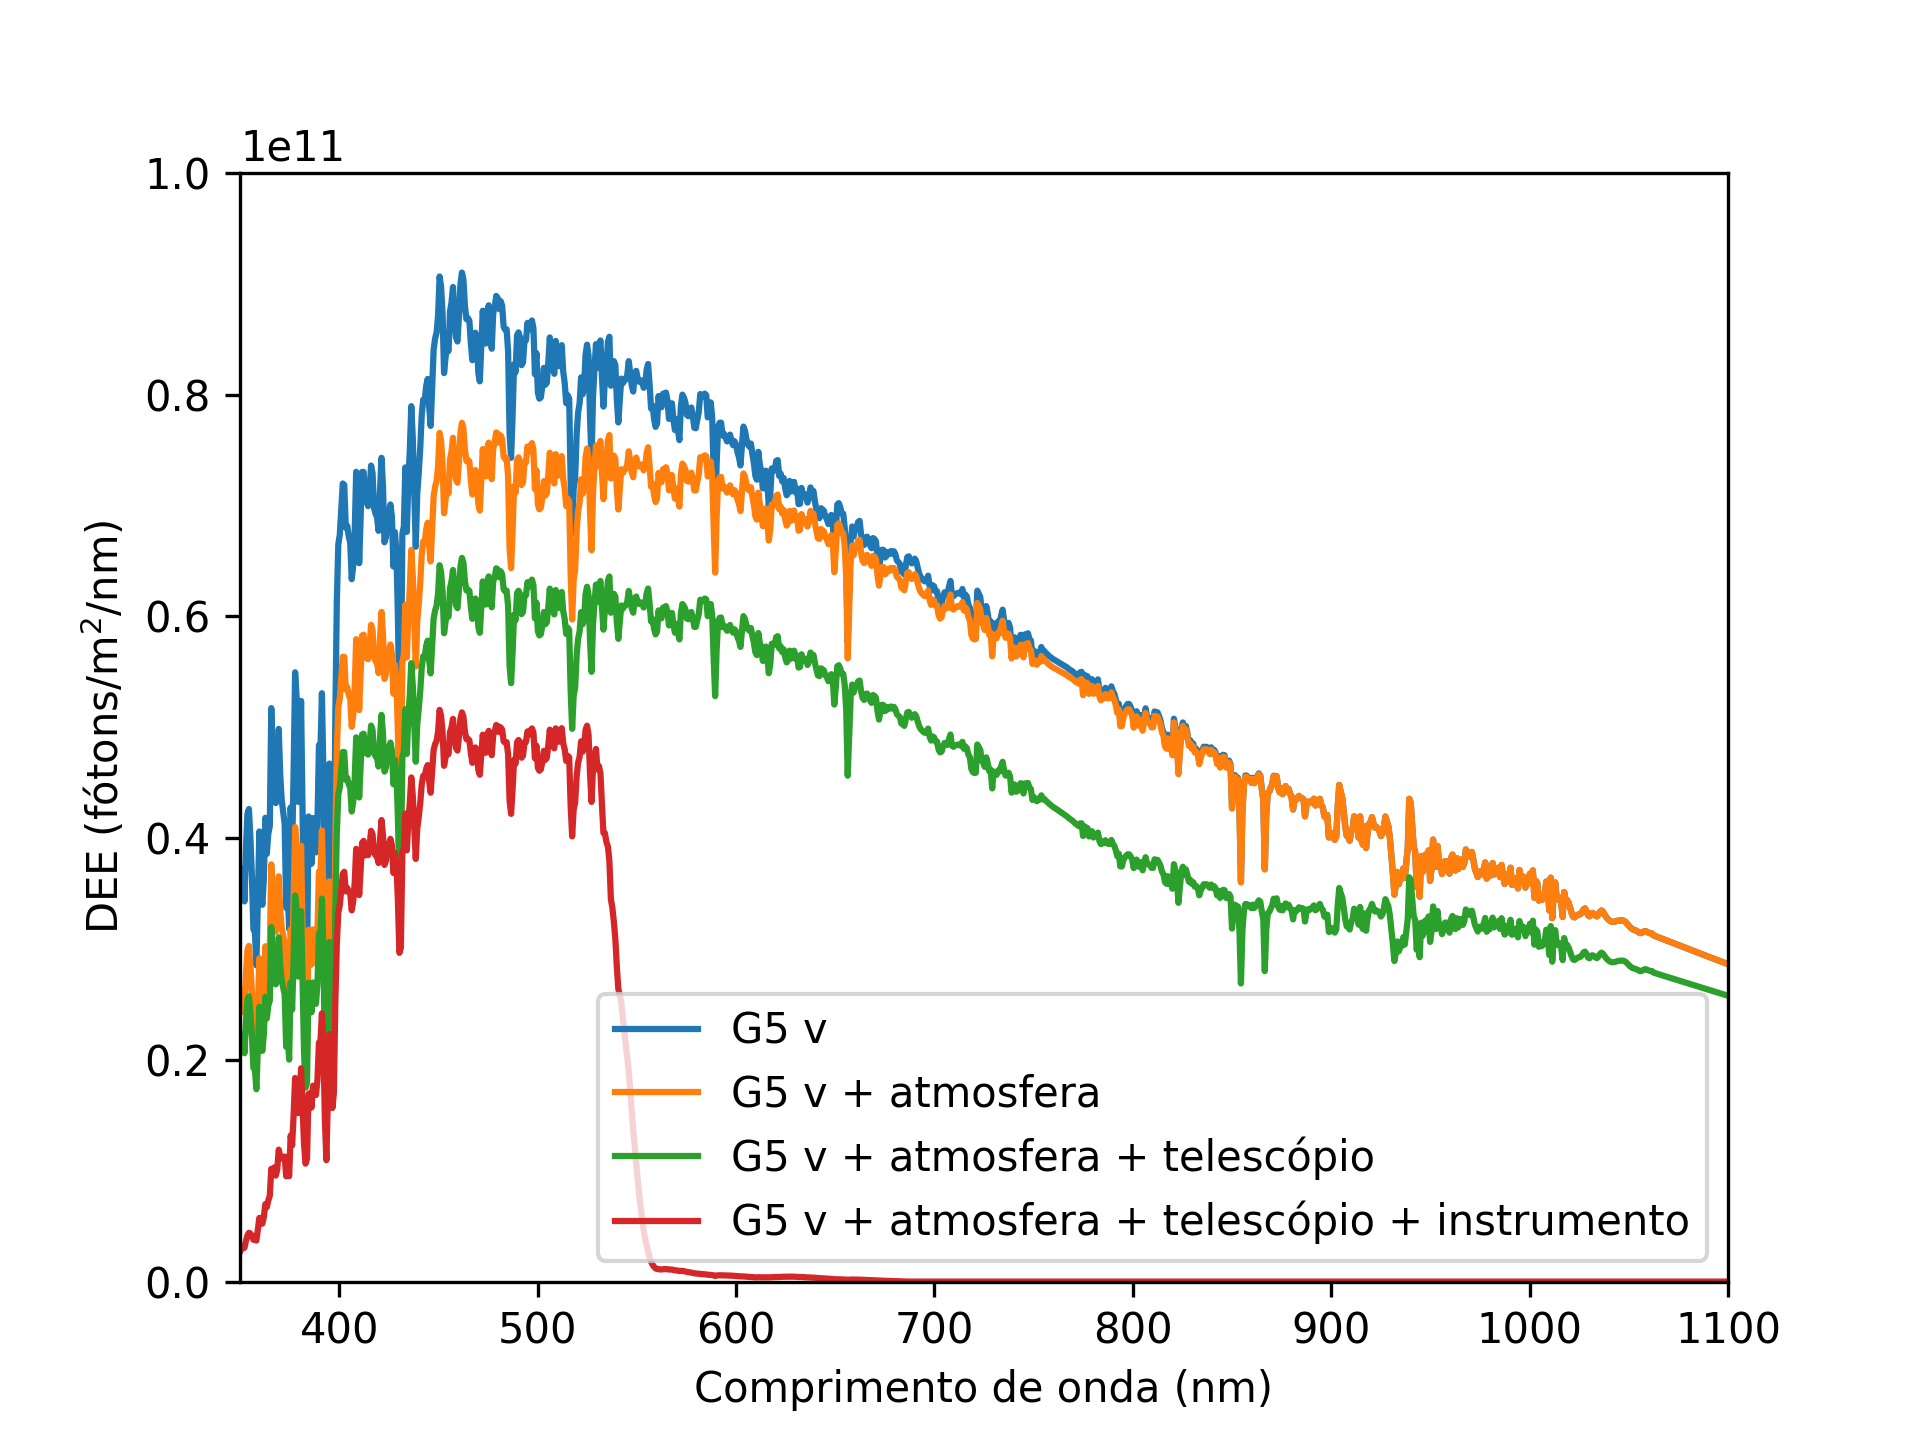 1e11
1.0
0.8
0.6
0.4
0.2
0.0
DEE (fótons/m²/nm)
G5 v
G5 v + atmosfera
G5 v + atmosfera + telescópio
G5 v + atmosfera + telescópio + instrumento
400 500 600 700 800 900 1000 1100
Comprimento de onda (nm)